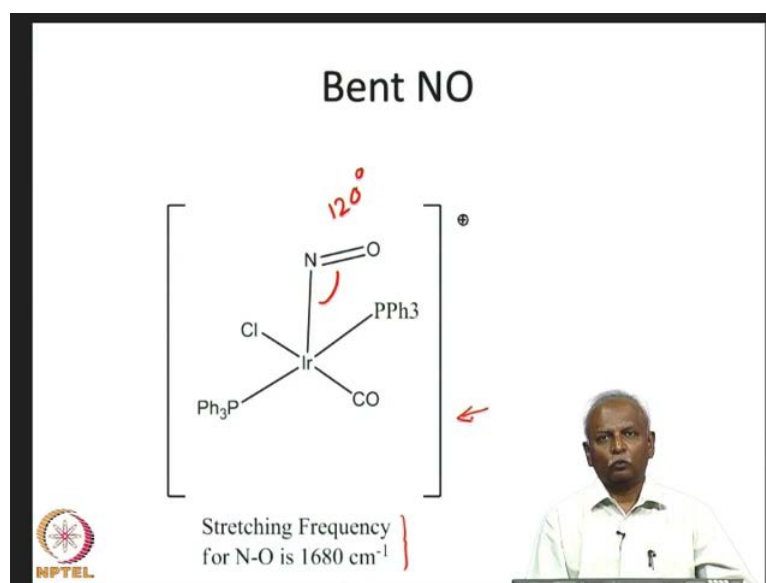 Bent NO
120°
⊕
N
O
Cl
PPh3
Ir
Ph₃P
CO
Stretching Frequency
for N-O is 1680 cm⁻¹
NPTEL